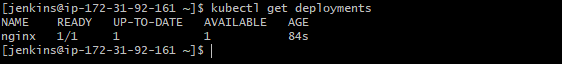 [jenkins@ip-172-31-92-161 ~]$ kubectl get deployments
NAME    READY   UP-TO-DATE   AVAILABLE   AGE
nginx   1/1     1            1           84s
[jenkins@ip-172-31-92-161 ~]$